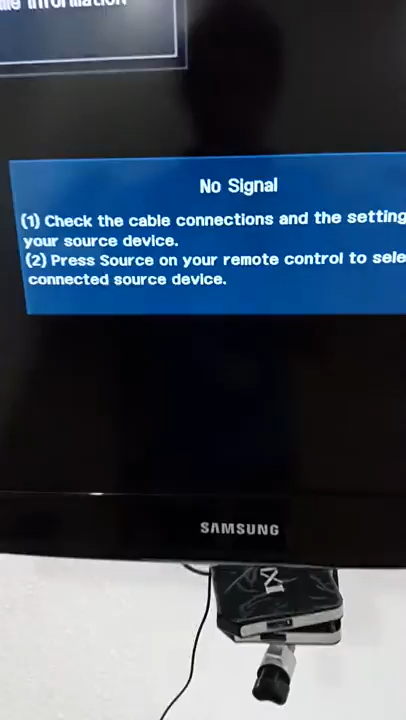 No Signal
(1) Check the cable connections and the setting
your source device.
(2) Press Source on your remote control to sele
connected source device.
SAMSUNG